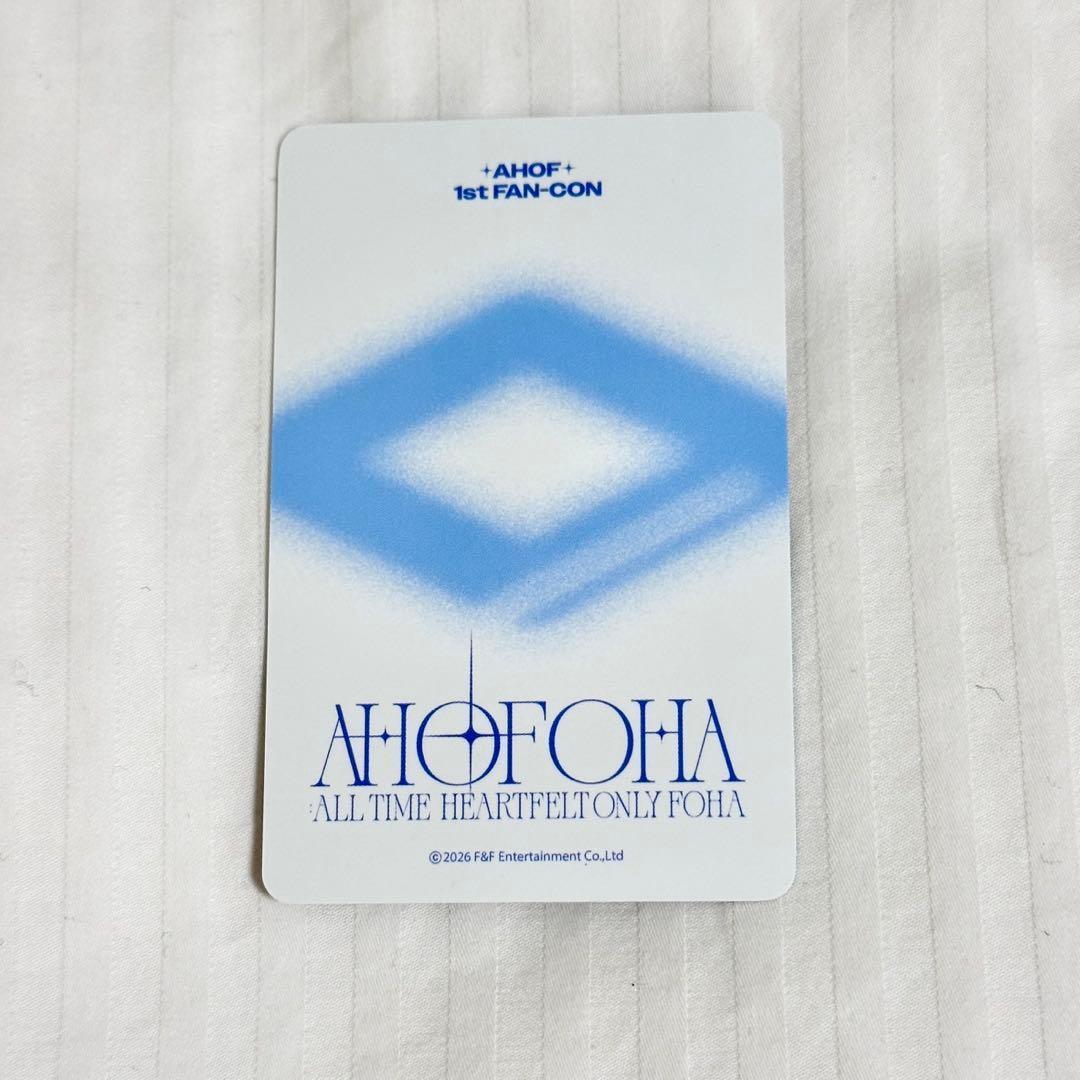 AHOF
1st FAN-CON
AHOFOHA
:ALL TIME HEARTFELT ONLY FOHA
©2026 F&F Entertainment Co.,Ltd